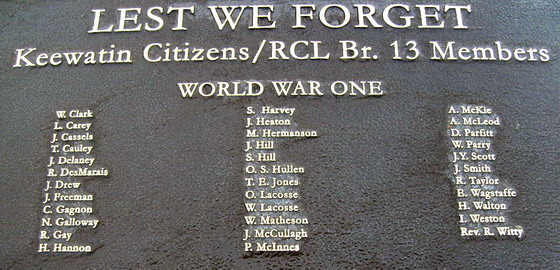 LEST WE FORGET
Keewatin Citizens/RCL Br. 13 Members
WORLD WAR ONE
W. Clark
L. Carey
J. Cassels
T. Cauley
J. Delaney
R. DesMarais
J. Drew
J. Freeman
C. Gagnon
N. Galloway
R. Gay
H. Hannon
S. Harvey
J. Heaton
M. Hermanson
J. Hill
S. Hill
O. S. Hullen
T. E. Jones
O. Lacosse
W. Lacosse
W. Matheson
J. McCullagh
P. McInnes
A. McKie
A. McLeod
D. Parfitt
W. Parry
J.Y. Scott
J. Smith
R. Taylor
E. Wagstaffe
H. Walton
I. Weston
Rev. R. Witty